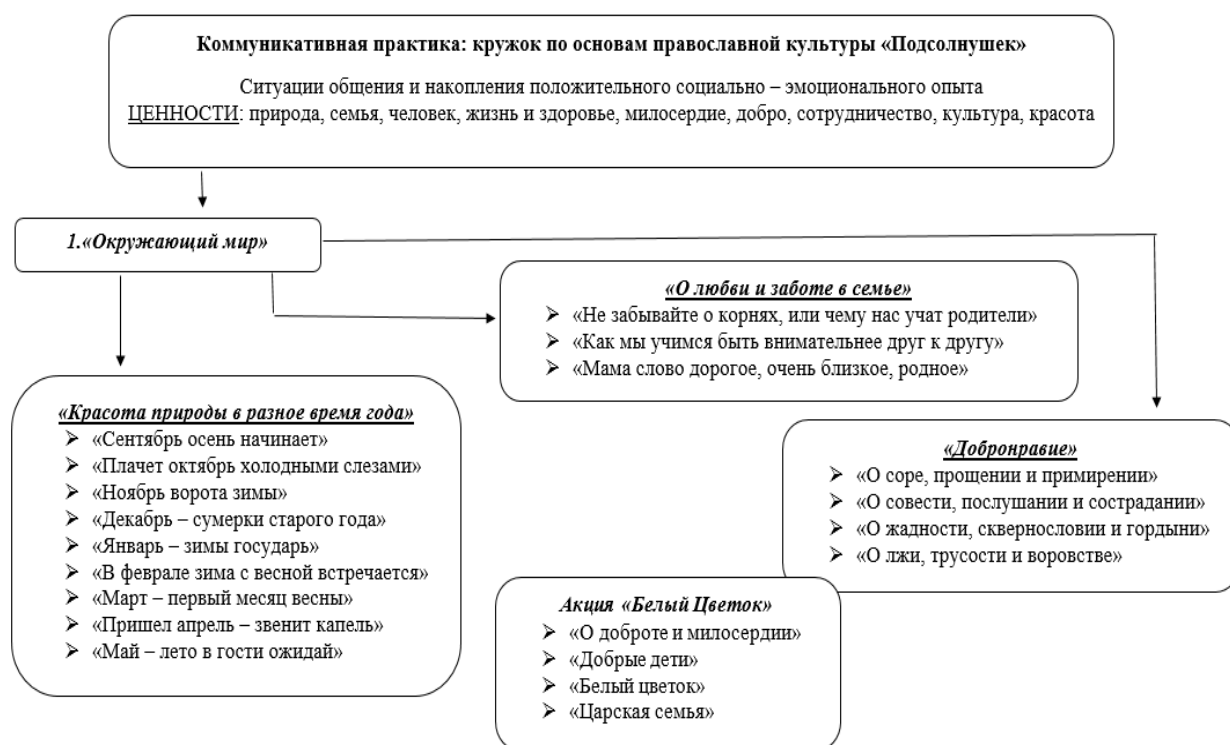 Коммуникативная практика: кружок по основам православной культуры «Подсолнушек»
Ситуации общения и накопления положительного социально – эмоционального опыта
ЦЕННОСТИ: природа, семья, человек, жизнь и здоровье, милосердие, добро, сотрудничество, культура, красота
1.«Окружающий мир»
«О любви и заботе в семье»
➢ «Не забывайте о корнях, или чему нас учат родители»
➢ «Как мы учимся быть внимательнее друг к другу»
➢ «Мама слово дорогое, очень близкое, родное»
«Красота природы в разное время года»
➢ «Сентябрь осень начинает»
➢ «Плачет октябрь холодными слезами»
➢ «Ноябрь ворота зимы»
➢ «Декабрь – сумерки старого года»
➢ «Январь – зимы государь»
➢ «В феврале зима с весной встречается»
➢ «Март – первый месяц весны»
➢ «Пришел апрель – звенит капель»
➢ «Май – лето в гости ожидай»
«Добронравие»
➢ «О соре, прощении и примирении»
➢ «О совести, послушании и сострадании»
➢ «О жадности, сквернословии и гордыни»
➢ «О лжи, трусости и воровстве»
Акция «Белый Цветок»
➢ «О доброте и милосердии»
➢ «Добрые дети»
➢ «Белый цветок»
➢ «Царская семья»